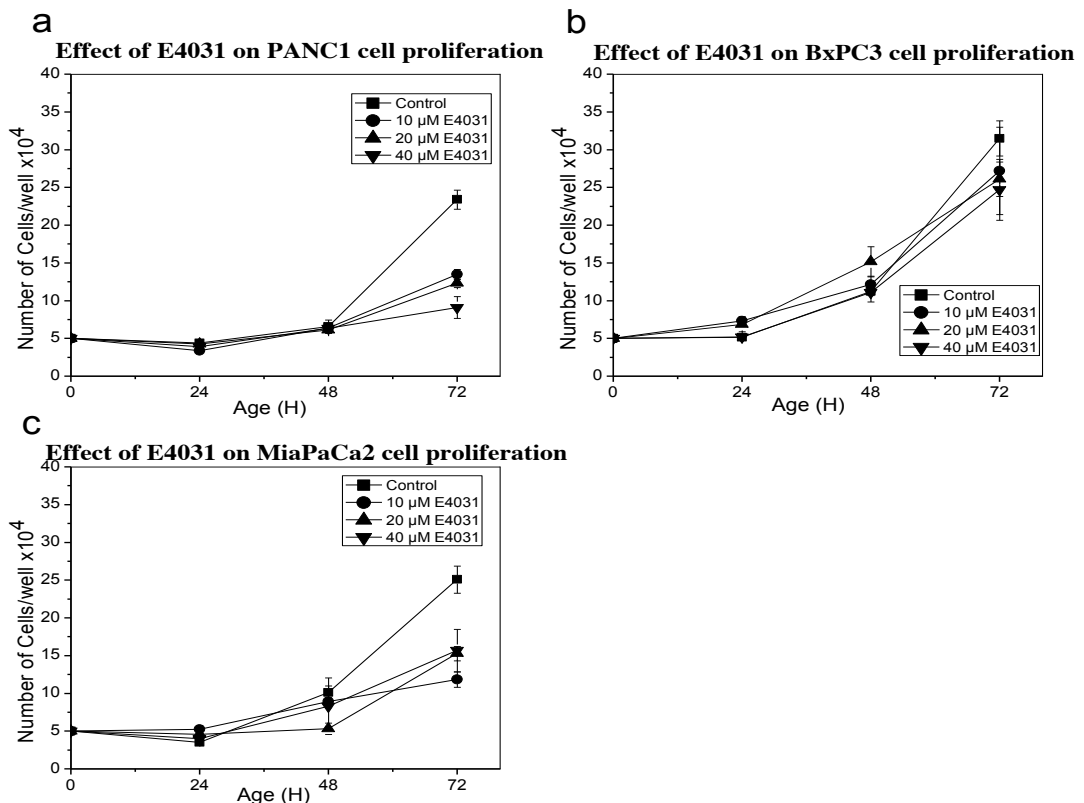 a
Effect of E4031 on PANC1 cell proliferation
40
35
30
25
20
15
10
5
0
Number of Cells/well x10⁴
Control
10 µM E4031
20 µM E4031
40 µM E4031
0 24 48 72
Age (H)
b
Effect of E4031 on BxPC3 cell proliferation
40
35
30
25
20
15
10
5
0
Number of Cells/well x10⁴
Control
10 µM E4031
20 µM E4031
40 µM E4031
0 24 48 72
Age (H)
c
Effect of E4031 on MiaPaCa2 cell proliferation
40
35
30
25
20
15
10
5
0
Number of Cells/well x10⁴
Control
10 µM E4031
20 µM E4031
40 µM E4031
0 24 48 72
Age (H)